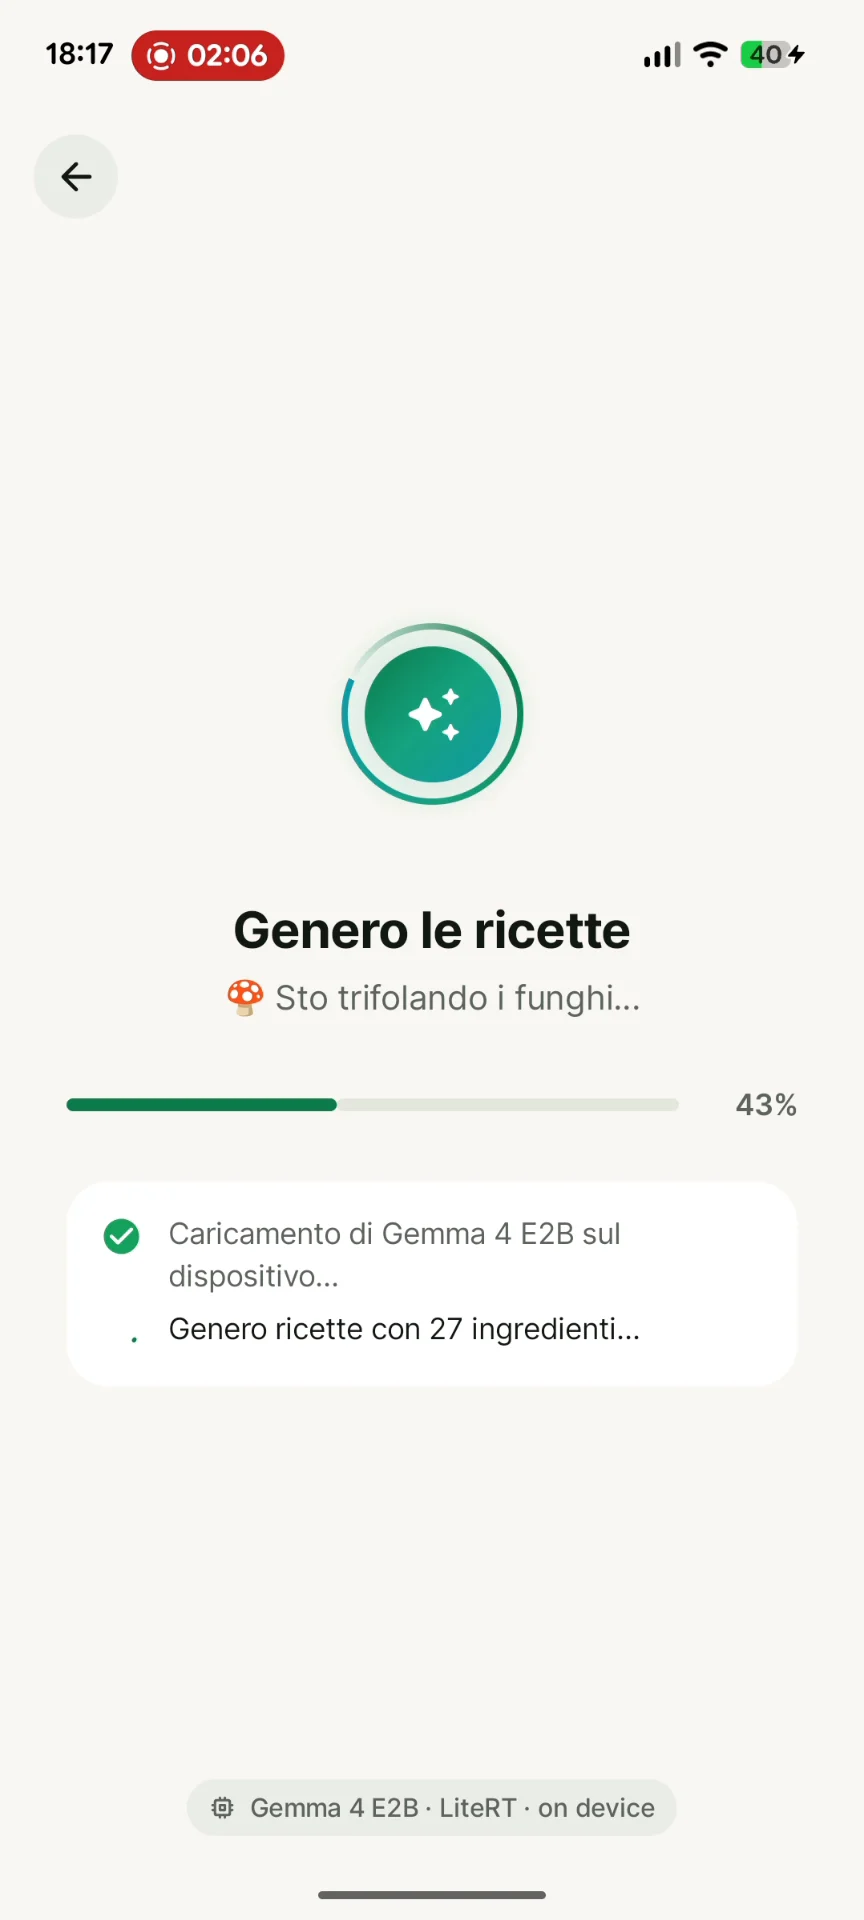 18:17 02:06 40
Genero le ricette
🍄 Sto trifolando i funghi...
43%
Caricamento di Gemma 4 E2B sul
dispositivo...
Genero ricette con 27 ingredienti...
Gemma 4 E2B · LiteRT · on device